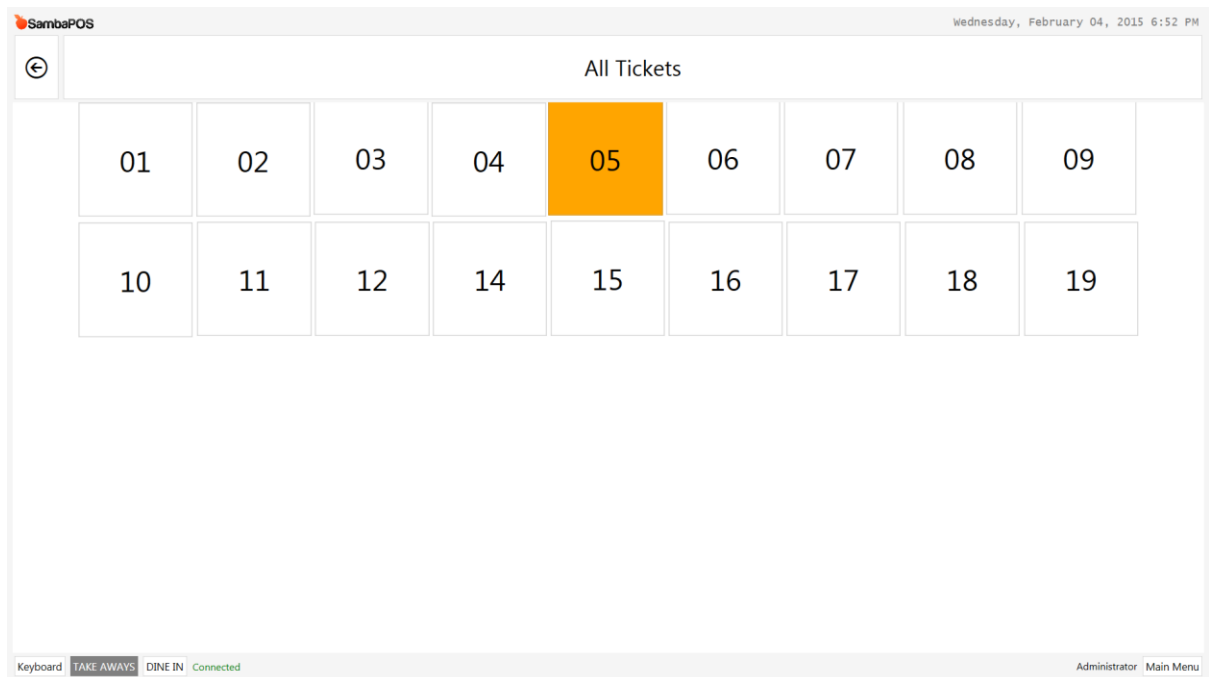 SambaPOS Wednesday, February 04, 2015 6:52 PM
All Tickets
01 02 03 04 05 06 07 08 09
10 11 12 14 15 16 17 18 19
Keyboard TAKE AWAYS DINE IN Connected Administrator Main Menu